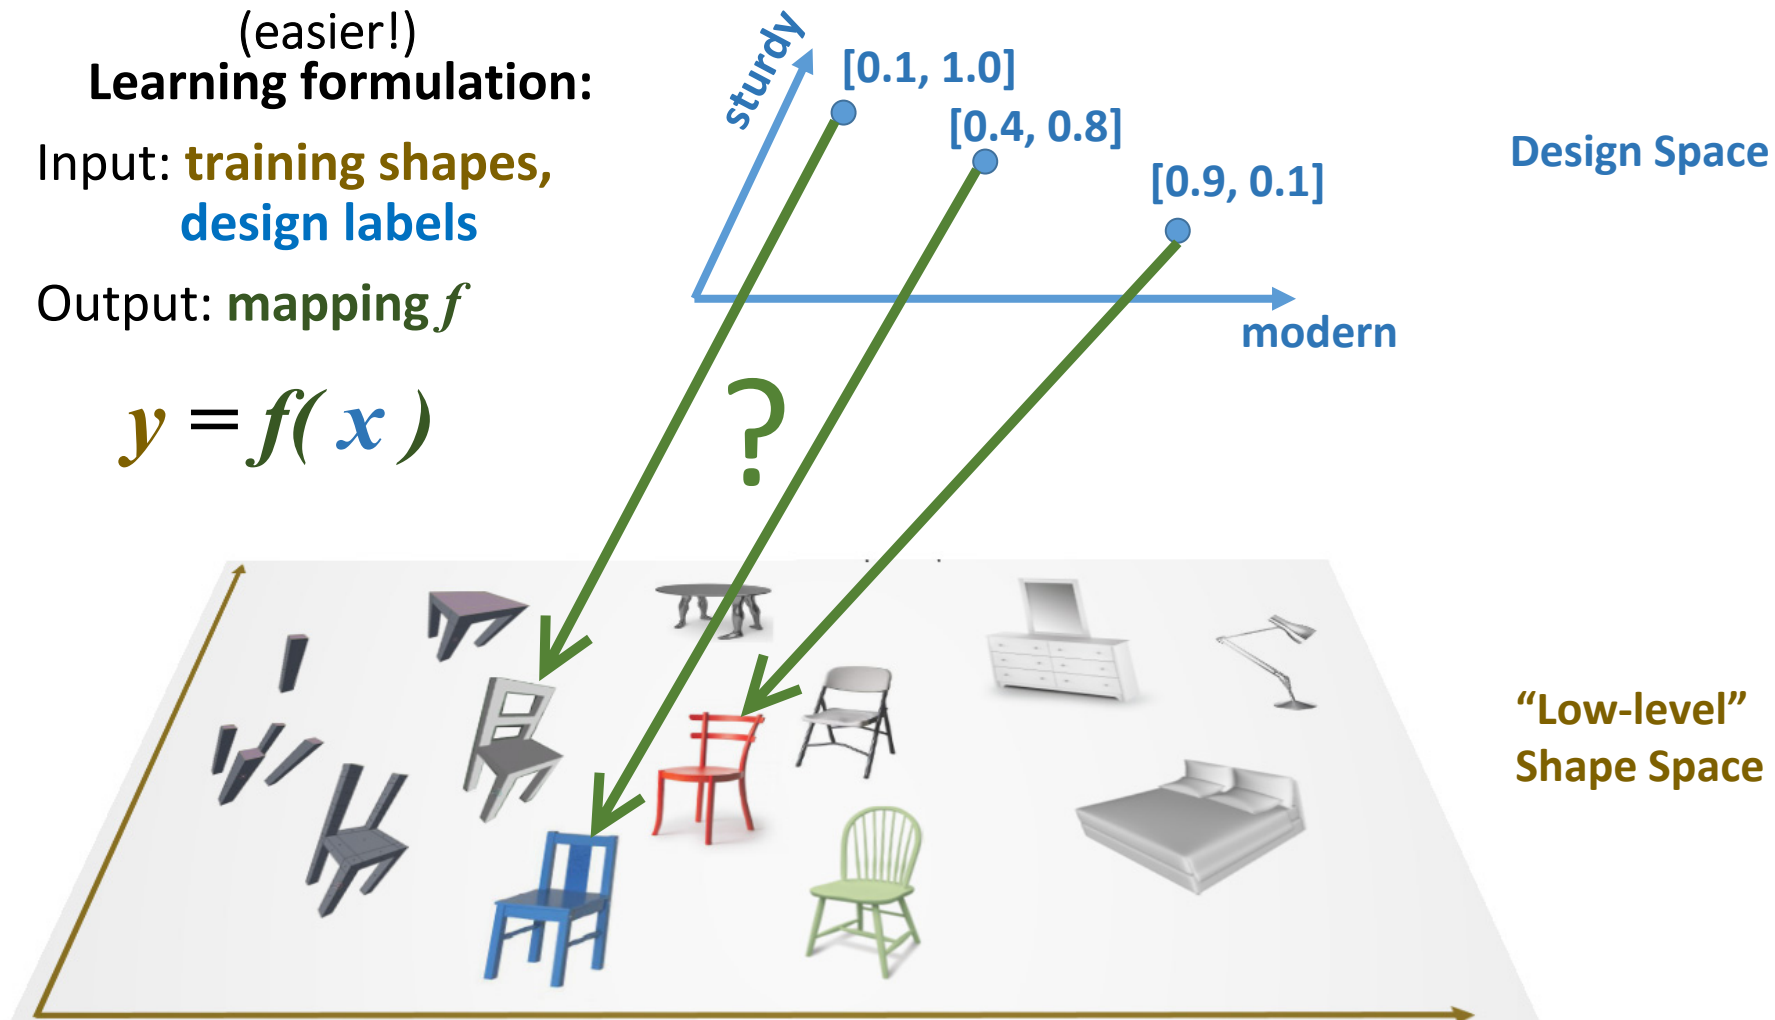 (easier!)
Learning formulation:
Input: training shapes,
design labels
Output: mapping f
y = f( x )
sturdy
[0.1, 1.0]
[0.4, 0.8]
[0.9, 0.1]
modern
Design Space
?
“Low-level”
Shape Space